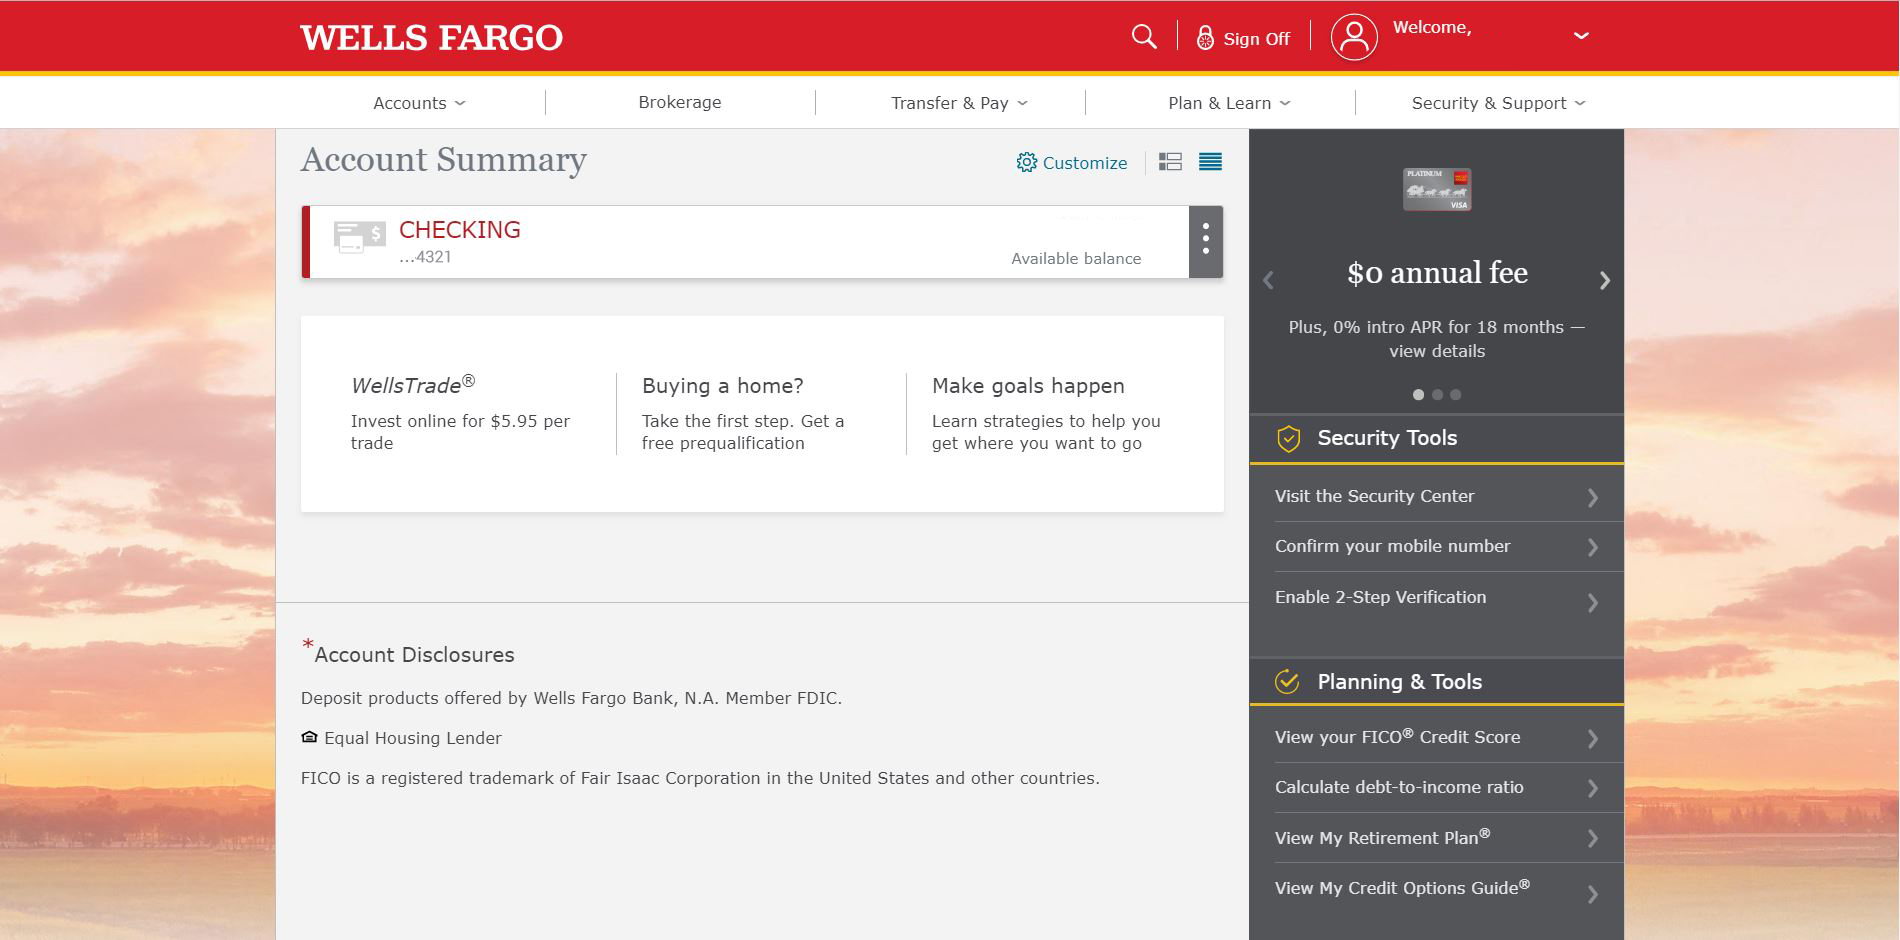 WELLS FARGO
Sign Off
Welcome,
Accounts
Brokerage
Transfer & Pay
Plan & Learn
Security & Support
Account Summary
Customize
CHECKING
...4321
Available balance
WellsTrade®
Invest online for $5.95 per
trade
Buying a home?
Take the first step. Get a
free prequalification
Make goals happen
Learn strategies to help you
get where you want to go
*Account Disclosures
Deposit products offered by Wells Fargo Bank, N.A. Member FDIC.
Equal Housing Lender
FICO is a registered trademark of Fair Isaac Corporation in the United States and other countries.
PLATINUM
VISA
$0 annual fee
Plus, 0% intro APR for 18 months —
view details
Security Tools
Visit the Security Center
Confirm your mobile number
Enable 2-Step Verification
Planning & Tools
View your FICO® Credit Score
Calculate debt-to-income ratio
View My Retirement Plan®
View My Credit Options Guide®